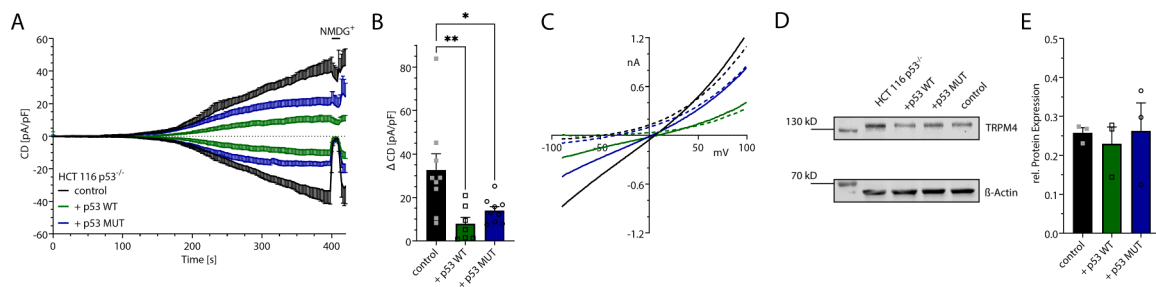 A
NMDG+
60
40
20
0
-20
-40
-60
CD [pA/pF]
HCT 116 p53-/-
control
+ p53 WT
+ p53 MUT
0
100
200
300
400
Time [s]
B
*
**
100
80
60
40
20
0
Δ CD [pA/pF]
control
+ p53 WT
+ p53 MUT
C
1.2
nA
0.6
-100
-50
50
100
mV
-0.6
-1.2
D
HCT 116 p53-/-
+p53 WT
+p53 MUT
control
130 kD
TRPM4
70 kD
ß-Actin
E
0.5
0.4
0.3
0.2
0.1
0.0
rel. Protein Expression
control
+ p53 WT
+ p53 MUT